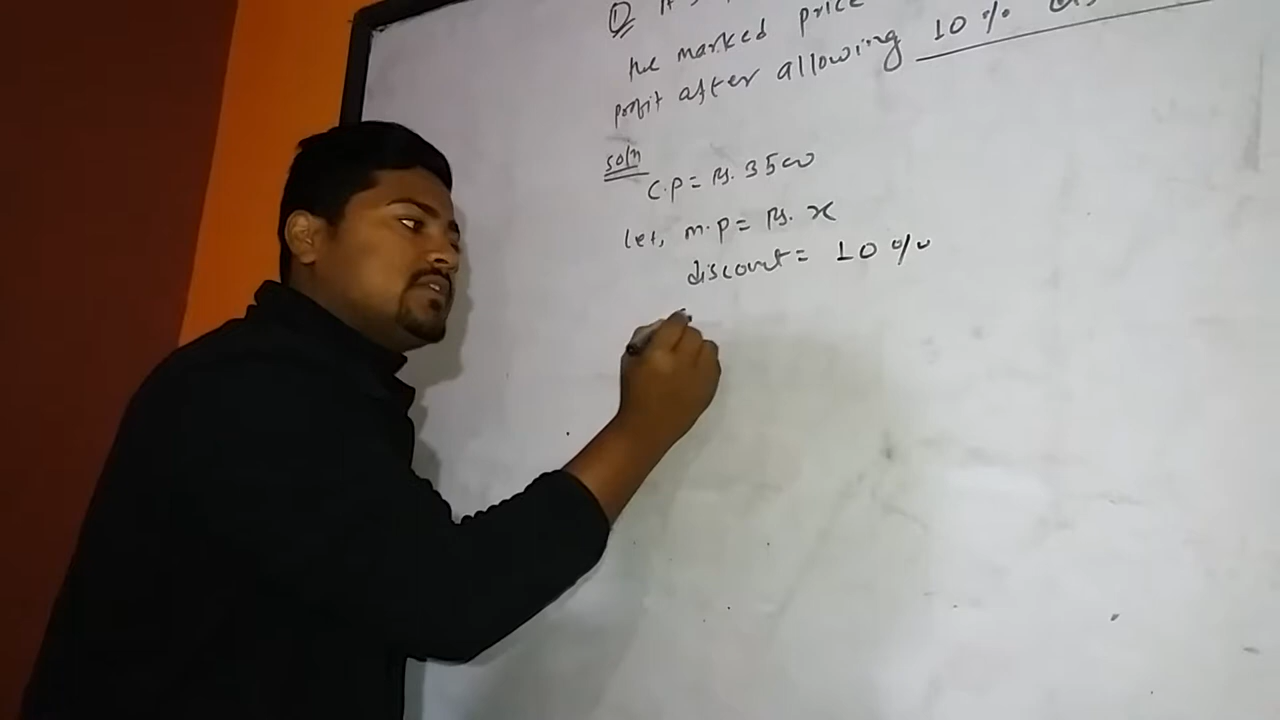 ①
the marked price
profit after allowing 10%
soln
C.P = Rs. 3500
let, m.p = Rs. x
discount = 10%